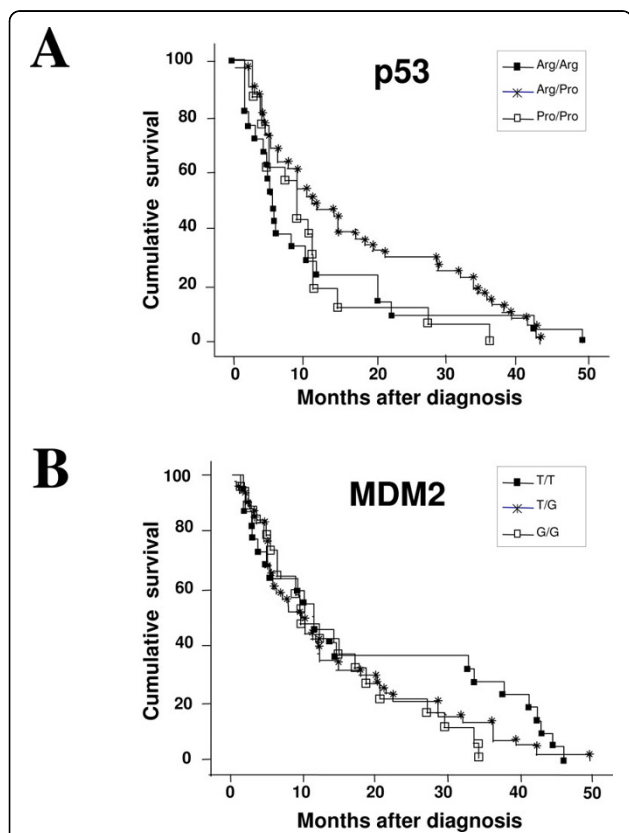 A
p53
Arg/Arg
Arg/Pro
Pro/Pro
Cumulative survival
100
80
60
40
20
0
0 10 20 30 40 50
Months after diagnosis
B
MDM2
T/T
T/G
G/G
Cumulative survival
100
80
60
40
20
0
0 10 20 30 40 50
Months after diagnosis